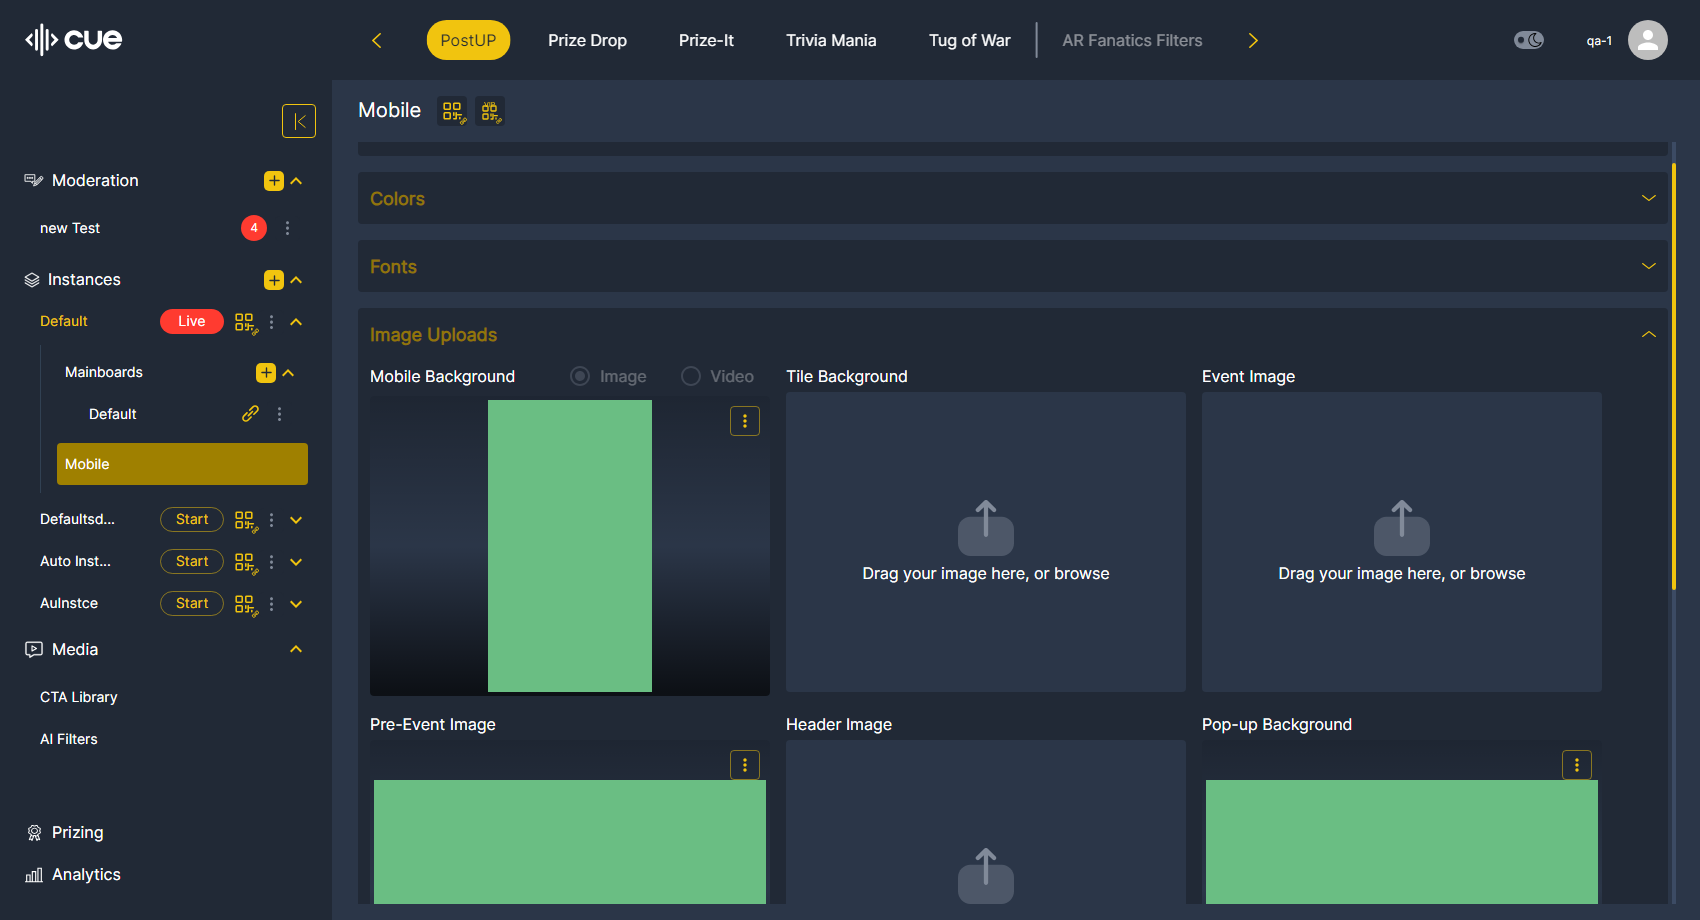 cue
PostUP
Prize Drop
Prize-It
Trivia Mania
Tug of War
AR Fanatics Filters
qa-1
Moderation
new Test
4
Instances
Default
Live
Mainboards
Default
Mobile
Defaultsd...
Start
Auto Inst...
Start
AuInstce
Start
Media
CTA Library
AI Filters
Prizing
Analytics
Mobile
VIP
Colors
Fonts
Image Uploads
Mobile Background
Image
Video
Tile Background
Drag your image here, or browse
Event Image
Drag your image here, or browse
Pre-Event Image
Header Image
Pop-up Background